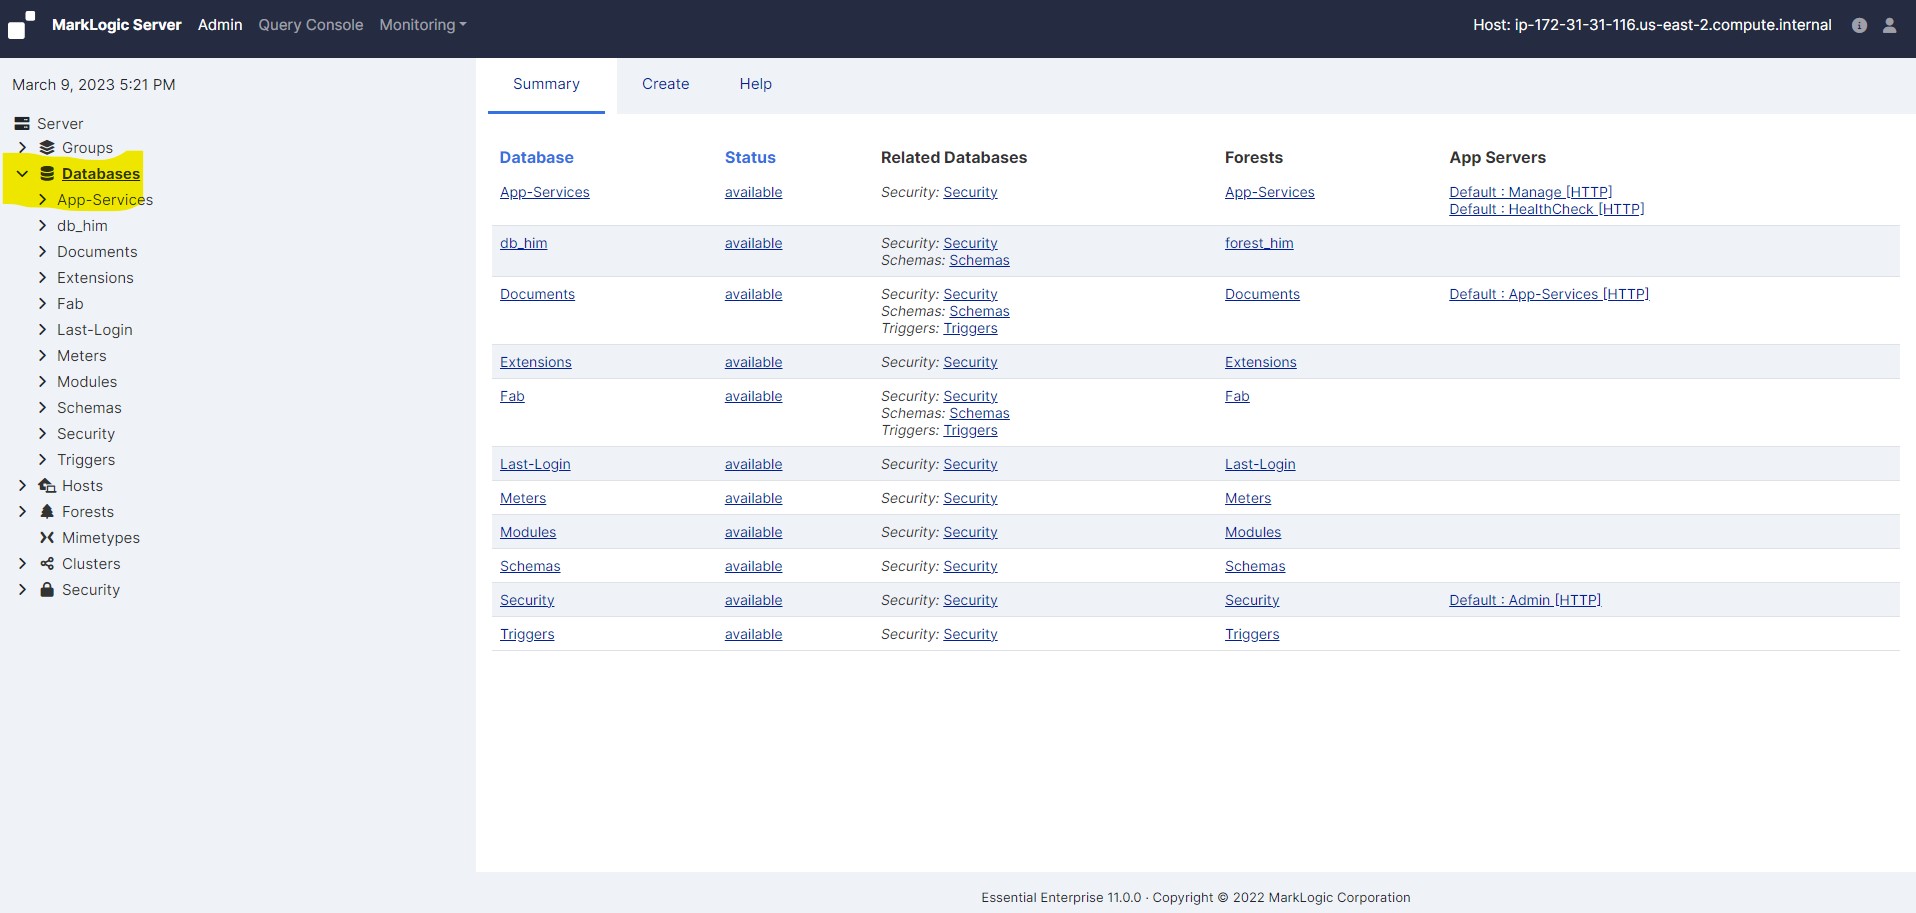 MarkLogic Server Admin Query Console Monitoring Host: ip-172-31-31-116.us-east-2.compute.internal
March 9, 2023 5:21 PM
Server
Groups
Databases
App-Services
db_him
Documents
Extensions
Fab
Last-Login
Meters
Modules
Schemas
Security
Triggers
Hosts
Forests
Mimetypes
Clusters
Security
Summary Create Help
Database Status Related Databases Forests App Servers
App-Services available Security: Security App-Services Default : Manage [HTTP]
Default : HealthCheck [HTTP]
db_him available Security: Security forest_him
Schemas: Schemas
Documents available Security: Security Documents Default : App-Services [HTTP]
Schemas: Schemas
Triggers: Triggers
Extensions available Security: Security Extensions
Fab available Security: Security Fab
Schemas: Schemas
Triggers: Triggers
Last-Login available Security: Security Last-Login
Meters available Security: Security Meters
Modules available Security: Security Modules
Schemas available Security: Security Schemas
Security available Security: Security Security Default : Admin [HTTP]
Triggers available Security: Security Triggers
Essential Enterprise 11.0.0 · Copyright © 2022 MarkLogic Corporation